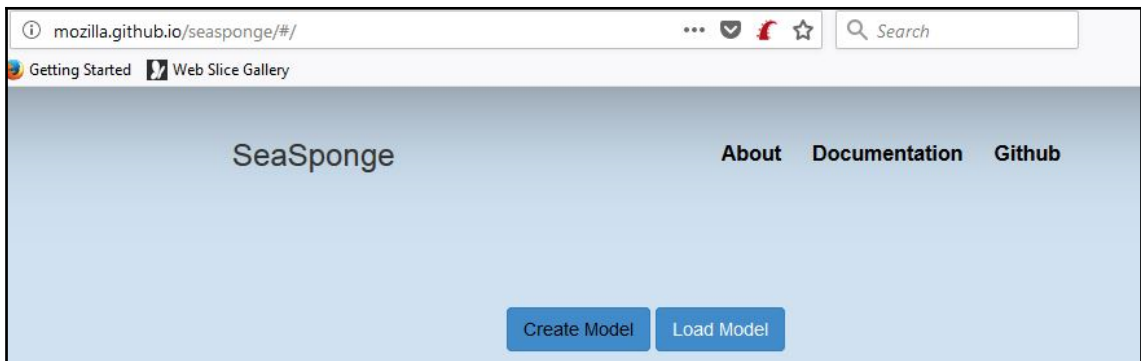 mozilla.github.io/seasponge/#/ Search
Getting Started Web Slice Gallery
SeaSponge About Documentation Github
Create Model Load Model